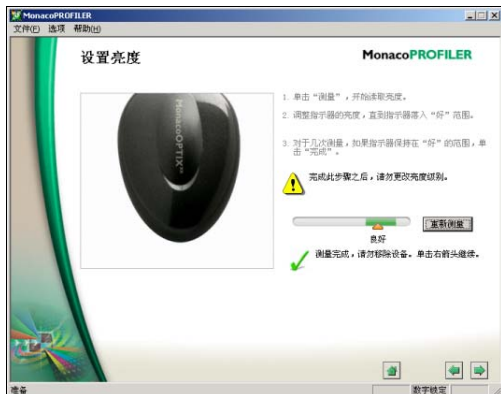 MonacoPROFILER
文件(F) 选项 帮助(H)
设置亮度
MonacoPROFILER
MonacoOPTIX™
1. 单击“测量”，开始读取亮度。
2. 调整指示器的亮度，直到指示器落入“好”范围。
3. 对于几次测量，如果指示器保持在“好”的范围，单
击“完成”。
完成此步骤之后，请勿更改亮度级别。
重新测量
良好
测量完成，请勿移除设备。单击右箭头继续。
准备
数字锁定